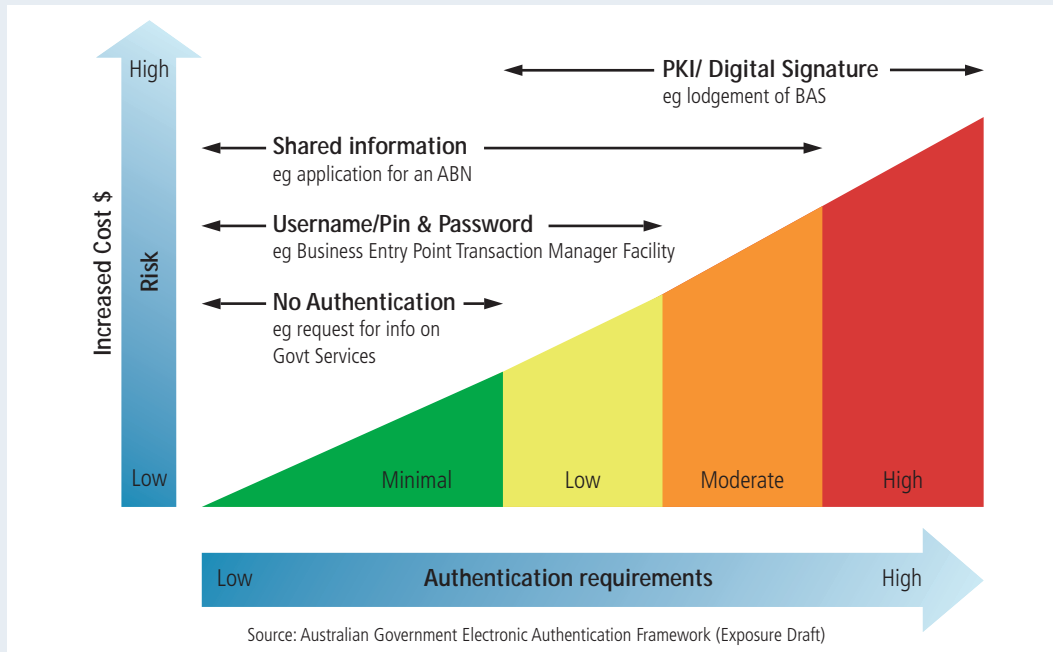 High
PKI/ Digital Signature
eg lodgement of BAS
Shared information
eg application for an ABN
Username/Pin & Password
eg Business Entry Point Transaction Manager Facility
No Authentication
eg request for info on
Govt Services
Increased Cost $
Risk
Low
Minimal
Low
Moderate
High
Low
Authentication requirements
High
Source: Australian Government Electronic Authentication Framework (Exposure Draft)